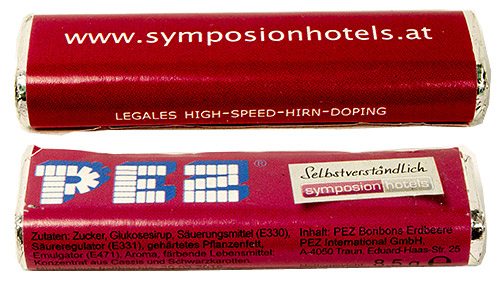 www.symposionhotels.at
LEGALES HIGH-SPEED-HIRN-DOPING
PEZ®
Selbstverständlich
symposionhotels
Zutaten: Zucker, Glukosesirup, Säuerungsmittel (E330),
Säureregulator (E331), gehärtetes Pflanzenfett,
Emulgator (E471), Aroma, färbende Lebensmittel:
Konzentrat aus Cassis und Schwarzkarotten.
Inhalt: PEZ Bonbons Erdbeere
PEZ International GmbH,
A-4050 Traun, Eduard-Haas-Str. 25
8,5 g e